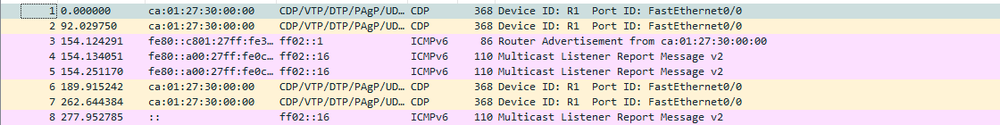 1 0.000000 ca:01:27:30:00:00 CDP/VTP/DTP/PAgP/UD… CDP 368 Device ID: R1 Port ID: FastEthernet0/0
2 92.029750 ca:01:27:30:00:00 CDP/VTP/DTP/PAgP/UD… CDP 368 Device ID: R1 Port ID: FastEthernet0/0
3 154.124291 fe80::c801:27ff:fe3… ff02::1 ICMPv6 86 Router Advertisement from ca:01:27:30:00:00
4 154.134051 fe80::a00:27ff:fe0c… ff02::16 ICMPv6 110 Multicast Listener Report Message v2
5 154.251170 fe80::a00:27ff:fe0c… ff02::16 ICMPv6 110 Multicast Listener Report Message v2
6 189.915242 ca:01:27:30:00:00 CDP/VTP/DTP/PAgP/UD… CDP 368 Device ID: R1 Port ID: FastEthernet0/0
7 262.644384 ca:01:27:30:00:00 CDP/VTP/DTP/PAgP/UD… CDP 368 Device ID: R1 Port ID: FastEthernet0/0
8 277.952785 :: ff02::16 ICMPv6 110 Multicast Listener Report Message v2